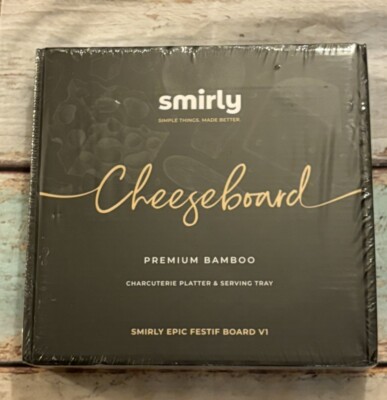 smirly
SIMPLE THINGS. MADE BETTER.
Cheeseboard
PREMIUM BAMBOO
CHARCUTERIE PLATTER & SERVING TRAY
SMIRLY EPIC FESTIF BOARD V1